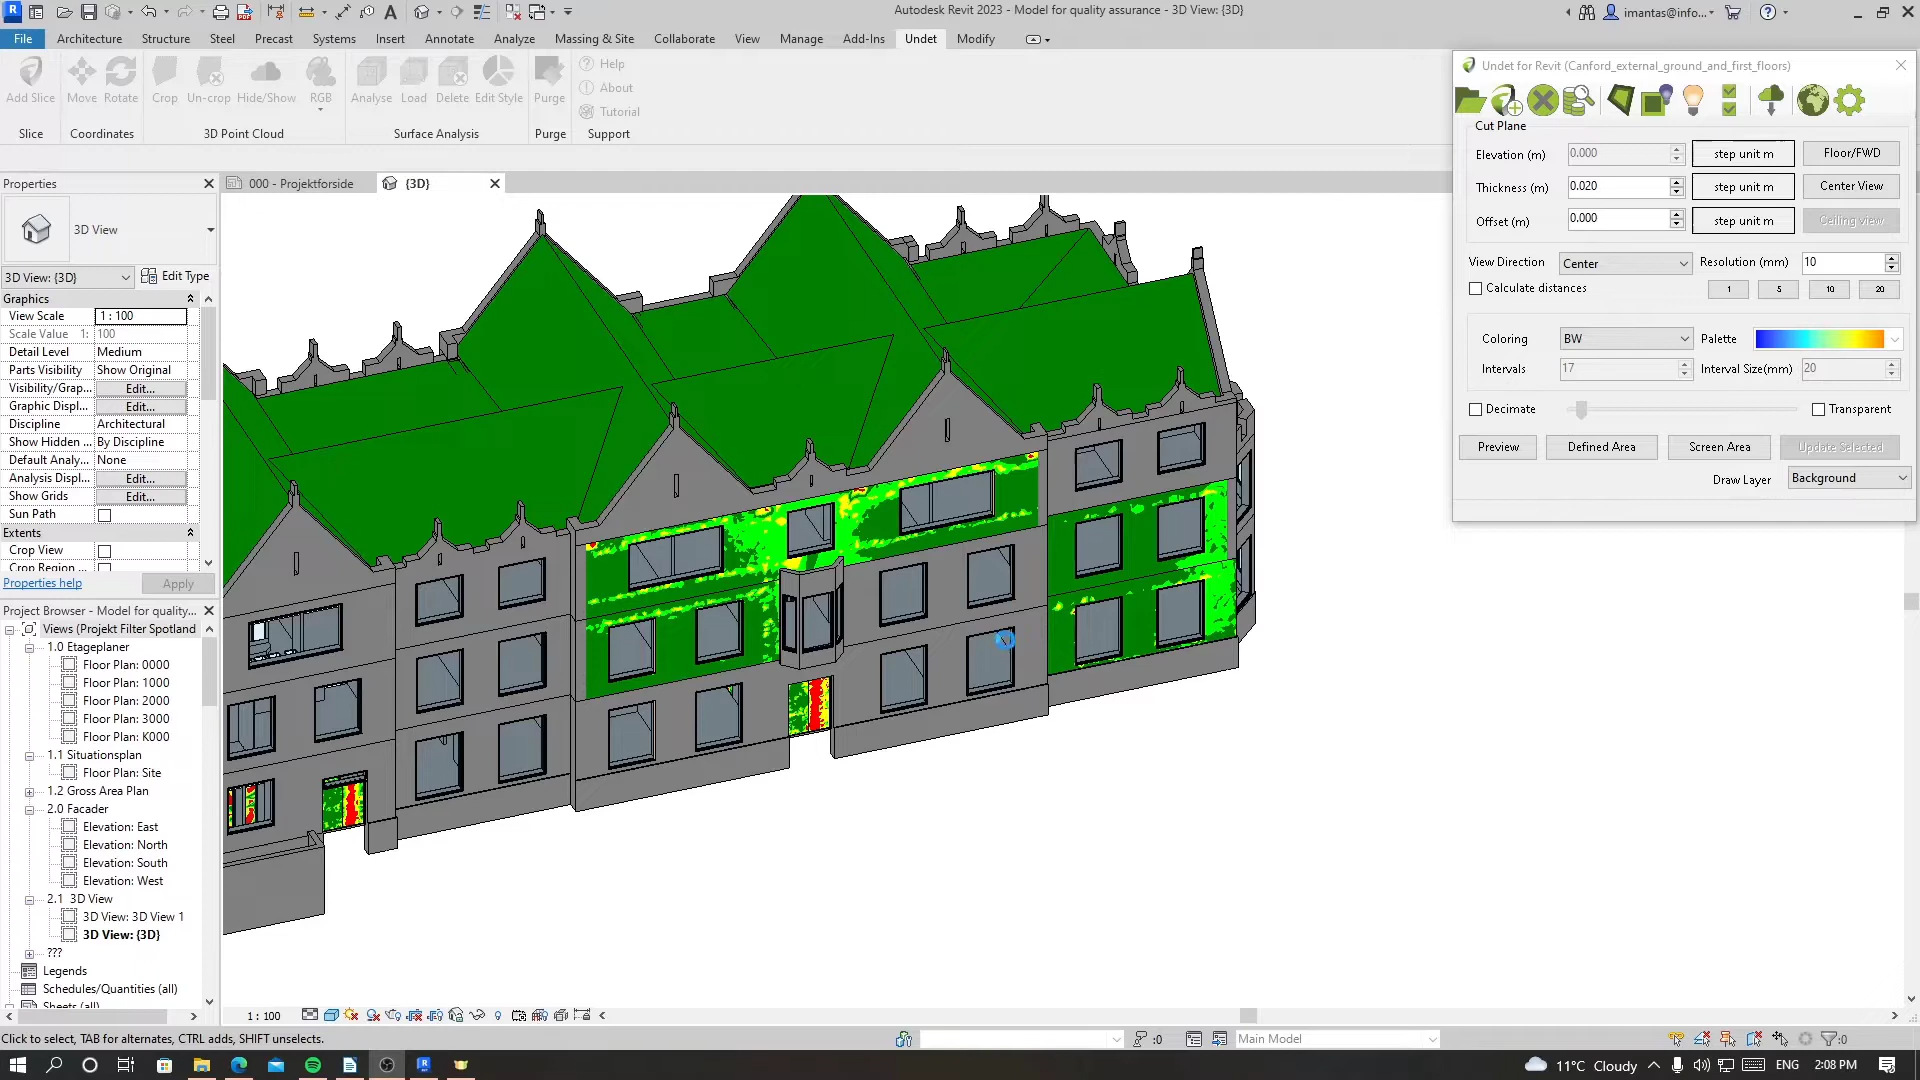 Autodesk Revit 2023 - Model for quality assurance - 3D View: {3D}
imantas@info...
File Architecture Structure Steel Precast Systems Insert Annotate Analyze Massing & Site Collaborate View Manage Add-Ins Undet Modify
Add Slice Move Rotate Crop Un-crop Hide/Show RGB Analyse Load Delete Edit Style Purge
Help
About
Tutorial
Slice Coordinates 3D Point Cloud Surface Analysis Purge Support
Properties
000 - Projektforside
{3D}
3D View
3D View: {3D}
Edit Type
Graphics
View Scale 1 : 100
Scale Value 1: 100
Detail Level Medium
Parts Visibility Show Original
Visibility/Grap... Edit...
Graphic Displ... Edit...
Discipline Architectural
Show Hidden ... By Discipline
Default Analy... None
Analysis Displ... Edit...
Show Grids Edit...
Sun Path
Extents
Crop View
Crop Region ...
Properties help
Apply
Project Browser - Model for quality...
Views (Projekt Filter Spotland
1.0 Etageplaner
Floor Plan: 0000
Floor Plan: 1000
Floor Plan: 2000
Floor Plan: 3000
Floor Plan: K000
1.1 Situationsplan
Floor Plan: Site
1.2 Gross Area Plan
2.0 Facader
Elevation: East
Elevation: North
Elevation: South
Elevation: West
2.1 3D View
3D View: 3D View 1
3D View: {3D}
???
Legends
Schedules/Quantities (all)
Sheets (all)
Undet for Revit (Canford_external_ground_and_first_floors)
Cut Plane
Elevation (m) 0.000 step unit m Floor/FWD
Thickness (m) 0.020 step unit m Center View
Offset (m) 0.000 step unit m Ceiling view
View Direction Center Resolution (mm) 10
Calculate distances 1 5 10 20
Coloring BW Palette
Intervals 17 Interval Size(mm) 20
Decimate Transparent
Preview Defined Area Screen Area Update Selected
Draw Layer Background
1 : 100
Click to select, TAB for alternates, CTRL adds, SHIFT unselects.
:0
Main Model
:0
11°C Cloudy
ENG
2:08 PM